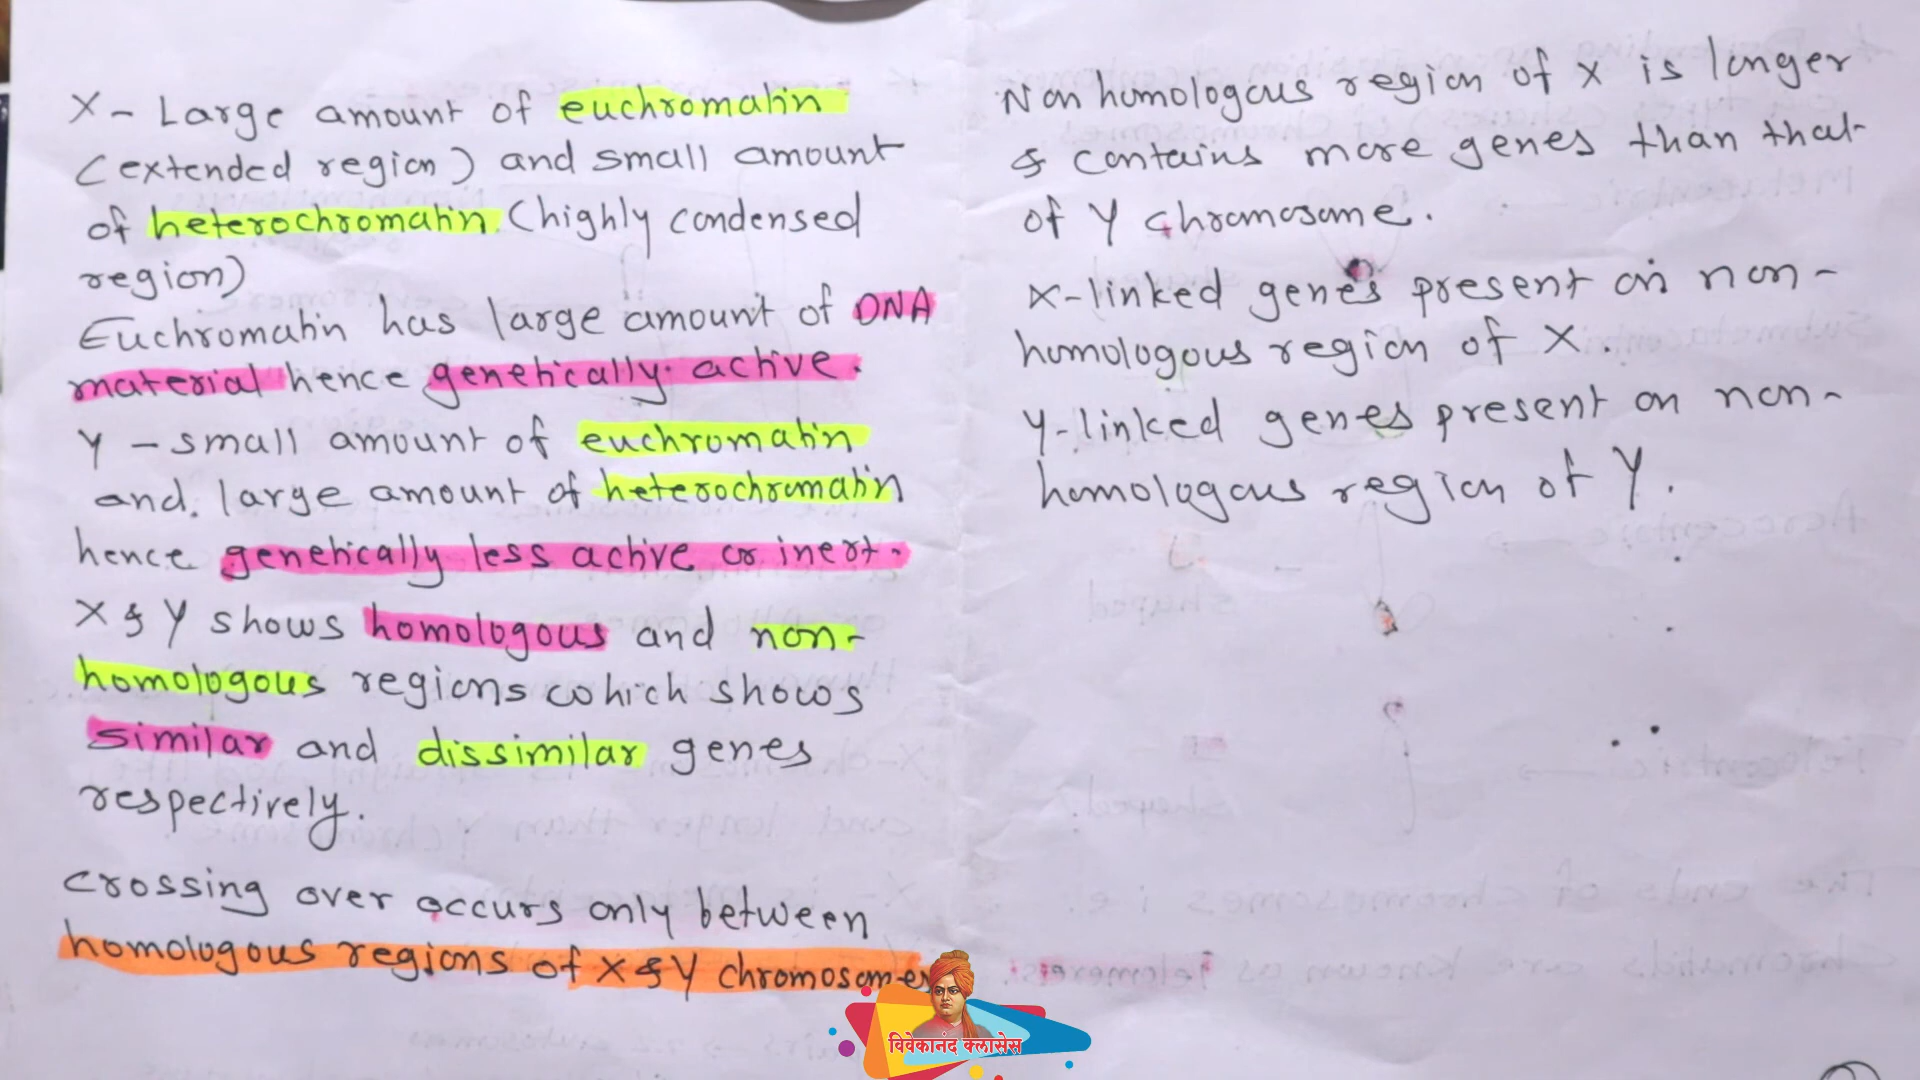 X - Large amount of euchromatin
(extended region) and small amount
of heterochromatin (highly condensed
region)
Euchromatin has large amount of DNA
material hence genetically active.
Y - small amount of euchromatin
and large amount of heterochromatin
hence genetically less active or inert.
X & Y shows homologous and non-
homologous regions which shows
similar and dissimilar genes
respectively.
crossing over occurs only between
homologous regions of X & Y chromosomes
Non homologous region of X is longer
& contains more genes than that
of Y chromosome.
X-linked genes present on non-
homologous region of X.
Y-linked genes present on non-
homologous region of Y.
विवेकानंद क्लासेस